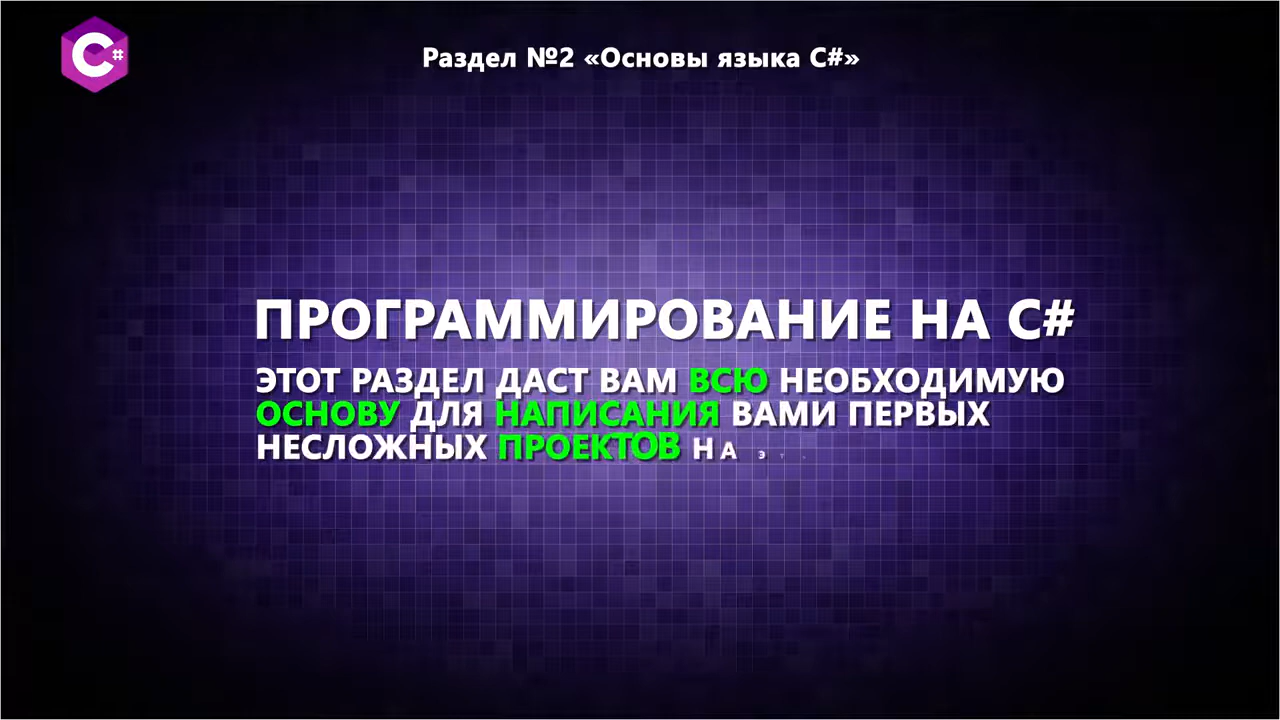 C#
Раздел №2 «Основы языка C#»
ПРОГРАММИРОВАНИЕ НА C#
ЭТОТ РАЗДЕЛ ДАСТ ВАМ ВСЮ НЕОБХОДИМУЮ
ОСНОВУ ДЛЯ НАПИСАНИЯ ВАМИ ПЕРВЫХ
НЕСЛОЖНЫХ ПРОЕКТОВ НА